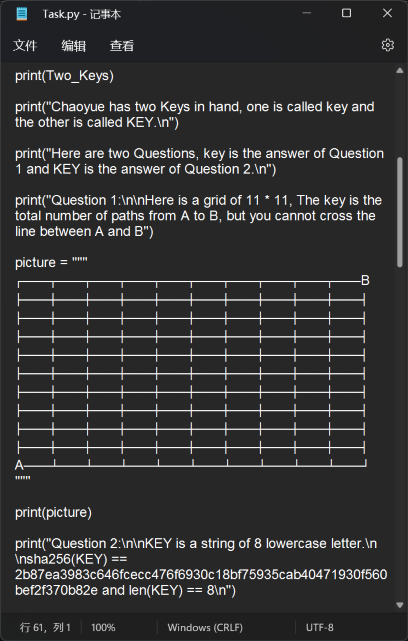 Task.py - 记事本
文件 编辑 查看
print(Two_Keys)
print("Chaoyue has two Keys in hand, one is called key and
the other is called KEY.\n")
print("Here are two Questions, key is the answer of Question
1 and KEY is the answer of Question 2.\n")
print("Question 1:\n\nHere is a grid of 11 * 11, The key is the
total number of paths from A to B, but you cannot cross the
line between A and B")
picture = """
B
A
"""
print(picture)
print("Question 2:\n\nKEY is a string of 8 lowercase letter.\n
\nsha256(KEY) ==
2b87ea3983c646fcecc476f6930c18bf75935cab40471930f560
bef2f370b82e and len(KEY) == 8\n")
行 61，列 1 100% Windows (CRLF) UTF-8